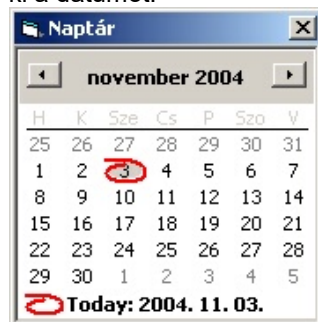 ki a dátumot.
Naptár
november 2004
H K Sze Cs P Szo V
25 26 27 28 29 30 31
1 2 3 4 5 6 7
8 9 10 11 12 13 14
15 16 17 18 19 20 21
22 23 24 25 26 27 28
29 30 1 2 3 4 5
Today: 2004. 11. 03.